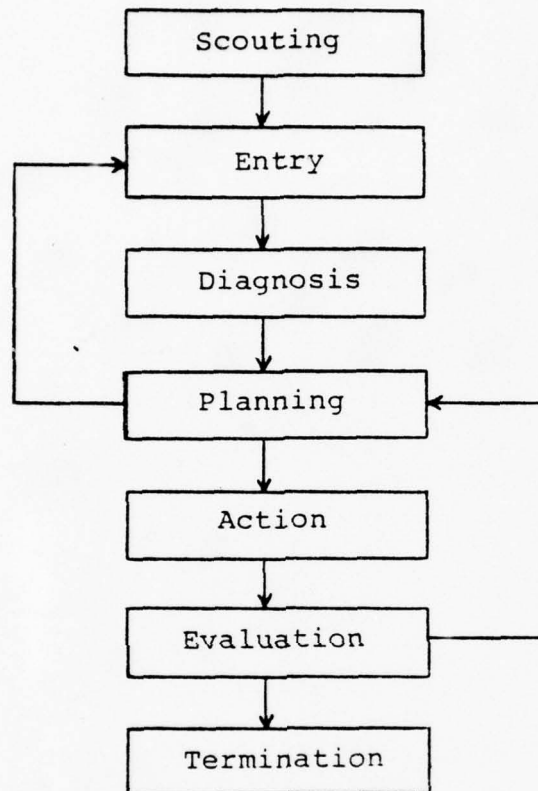 Scouting
Entry
Diagnosis
Planning
Action
Evaluation
Termination